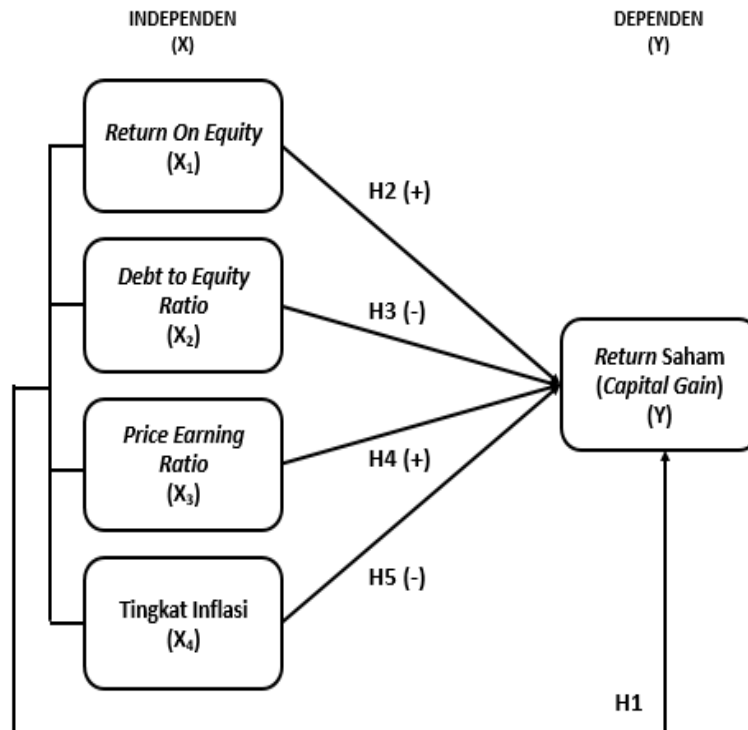 INDEPENDEN
(X)
DEPENDEN
(Y)
Return On Equity
(X₁)
H2 (+)
Debt to Equity
Ratio
(X₂)
H3 (-)
Return Saham
(Capital Gain)
(Y)
Price Earning
Ratio
(X₃)
H4 (+)
Tingkat Inflasi
(X₄)
H5 (-)
H1